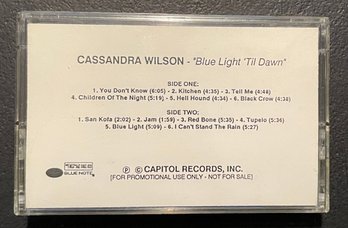 CASSANDRA WILSON - "Blue Light 'Til Dawn"
SIDE ONE:
1. You Don't Know (6:05) - 2. Kitchen (4:35) - 3. Tell Me (4:48)
4. Children Of The Night (5:19) - 5. Hell Hound (4:34) - 6. Black Crow (4:38)
SIDE TWO:
1. San Kofa (2:02) - 2. Jam (1:59) - 3. Red Bone (5:35) - 4. Tupelo (5:36)
5. Blue Light (5:09) - 6. I Can't Stand The Rain (5:27)
BLUE NOTE
℗ © CAPITOL RECORDS, INC.
[FOR PROMOTIONAL USE ONLY - NOT FOR SALE]